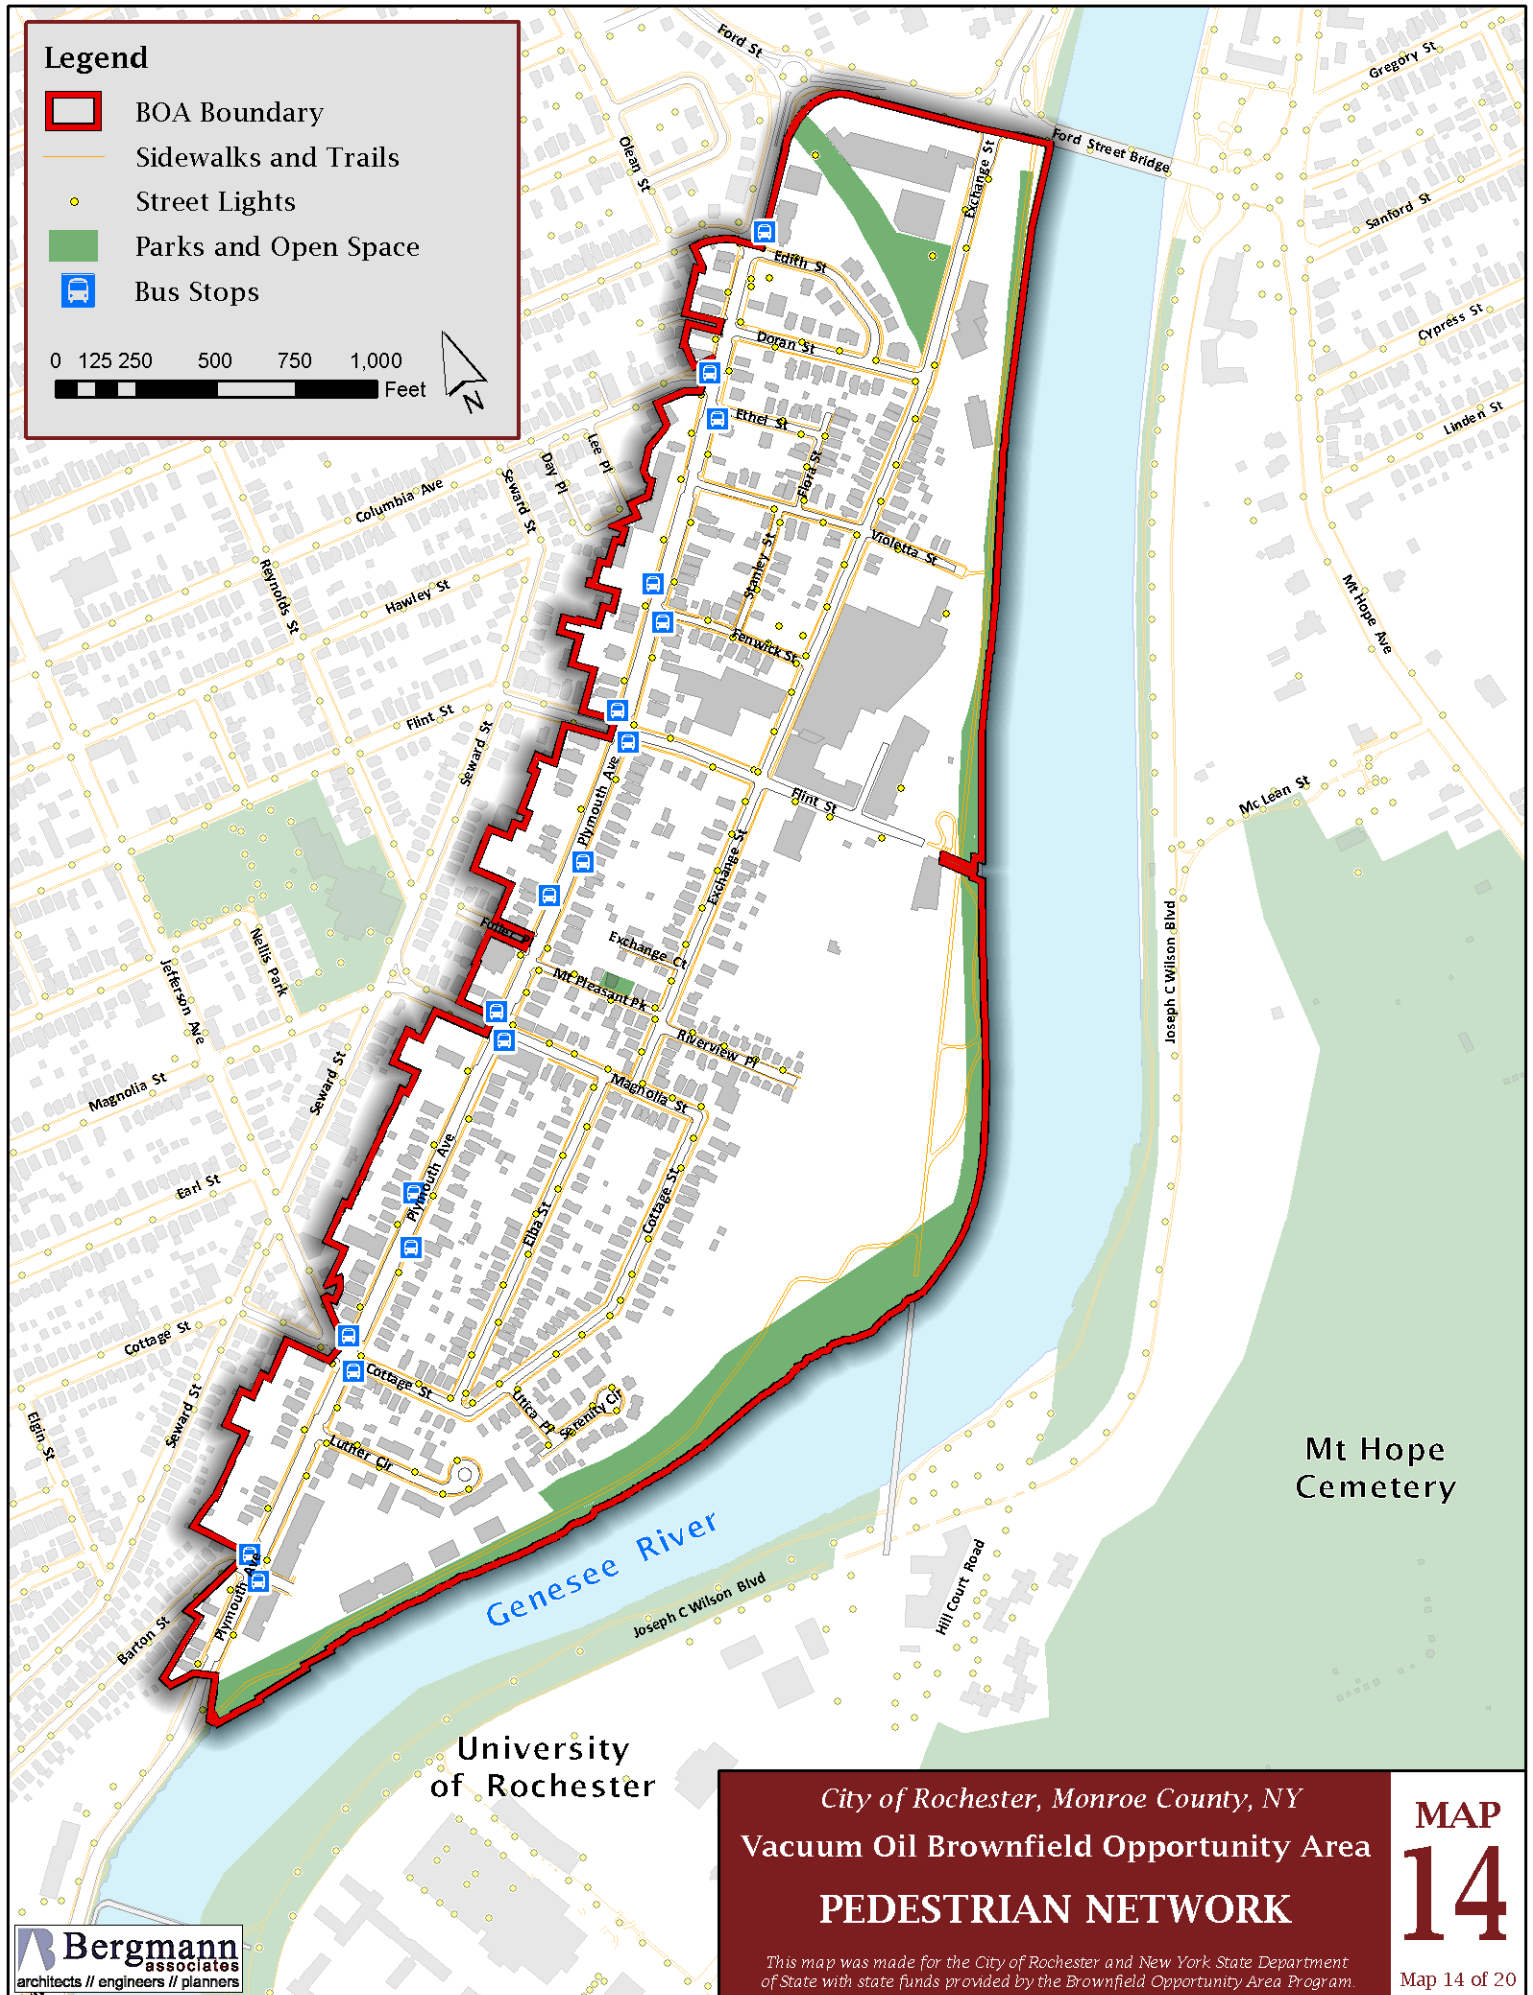 Legend
BOA Boundary
Sidewalks and Trails
Street Lights
Parks and Open Space
Bus Stops
0 125 250 500 750 1,000
Feet
N
Ford St
Gregory St
Olean St
Ford Street Bridge
Exchange St
Sanford St
Edith St
Cypress St
Doran St
Linden St
Ethel St
Lee Pl
Day Pl
Flora St
Seward St
Columbia Ave
Violetta St
Stanley St
Reynolds St
Hawley St
Mt Hope Ave
Fenwick St
Flint St
Seward St
Plymouth Ave
Flint St
Mc Lean St
Exchange St
Joseph C Wilson Blvd
Exchange Ct
Nellis Park
Mt Pleasant Pk
Jefferson Ave
Riverview Pl
Magnolia St
Seward St
Magnolia St
Plymouth Ave
Earl St
Elba St
Cottage St
Cottage St
Cottage St
Seward St
Elgin St
Utica Pl
Serenity Cir
Luther Cir
Mt Hope
Cemetery
Genesee River
Hill Court Road
Joseph C Wilson Blvd
Plymouth Ave
Barton St
University
of Rochester
City of Rochester, Monroe County, NY
Vacuum Oil Brownfield Opportunity Area
PEDESTRIAN NETWORK
This map was made for the City of Rochester and New York State Department
of State with state funds provided by the Brownfield Opportunity Area Program.
MAP
14
Map 14 of 20
Bergmann
associates
architects // engineers // planners